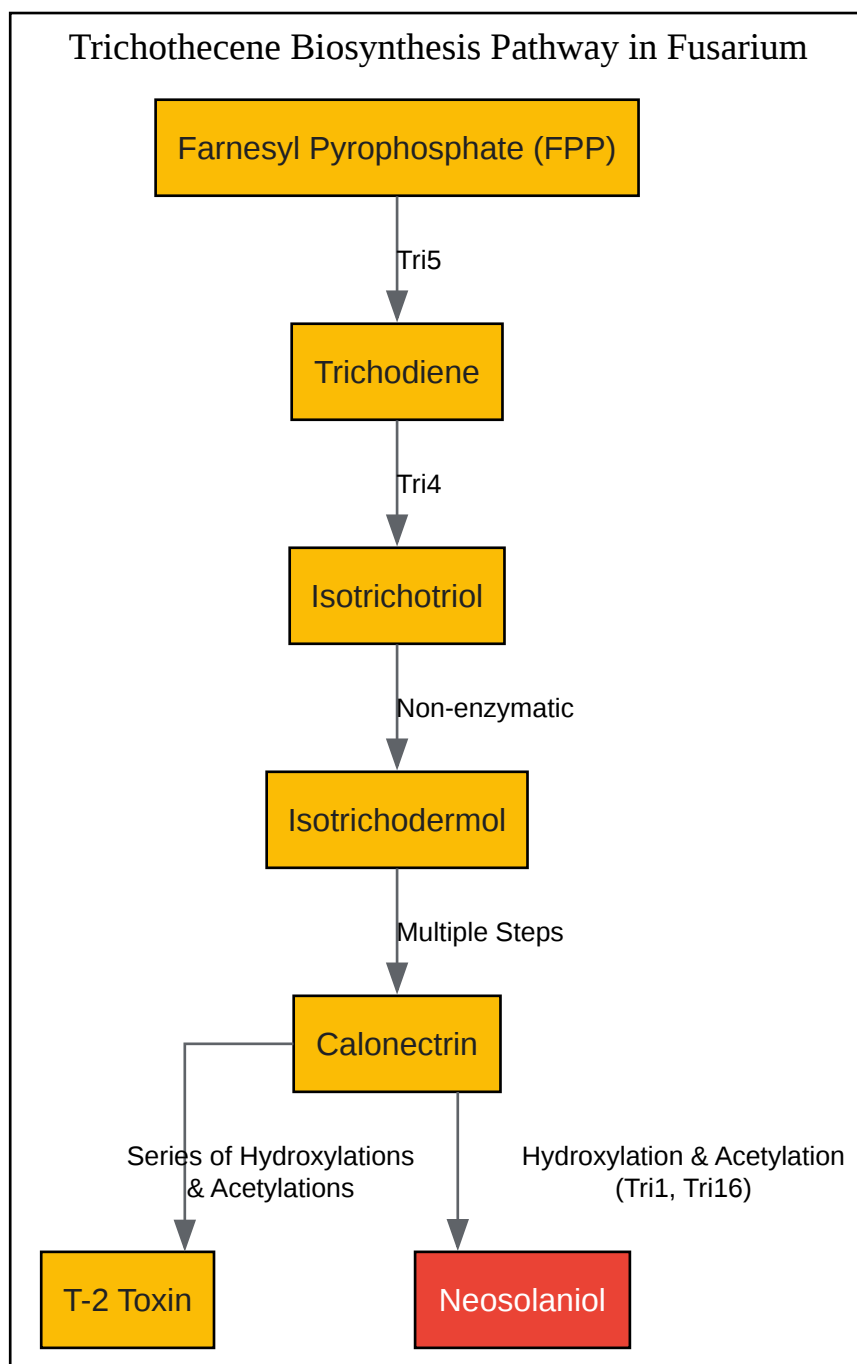 Trichothecene Biosynthesis Pathway in Fusarium
Farnesyl Pyrophosphate (FPP)
Tri5
Trichodiene
Tri4
Isotrichotriol
Non-enzymatic
Isotrichodermol
Multiple Steps
Calonectrin
Series of Hydroxylations
& Acetylations
Hydroxylation & Acetylation
(Tri1, Tri16)
T-2 Toxin
Neosolaniol